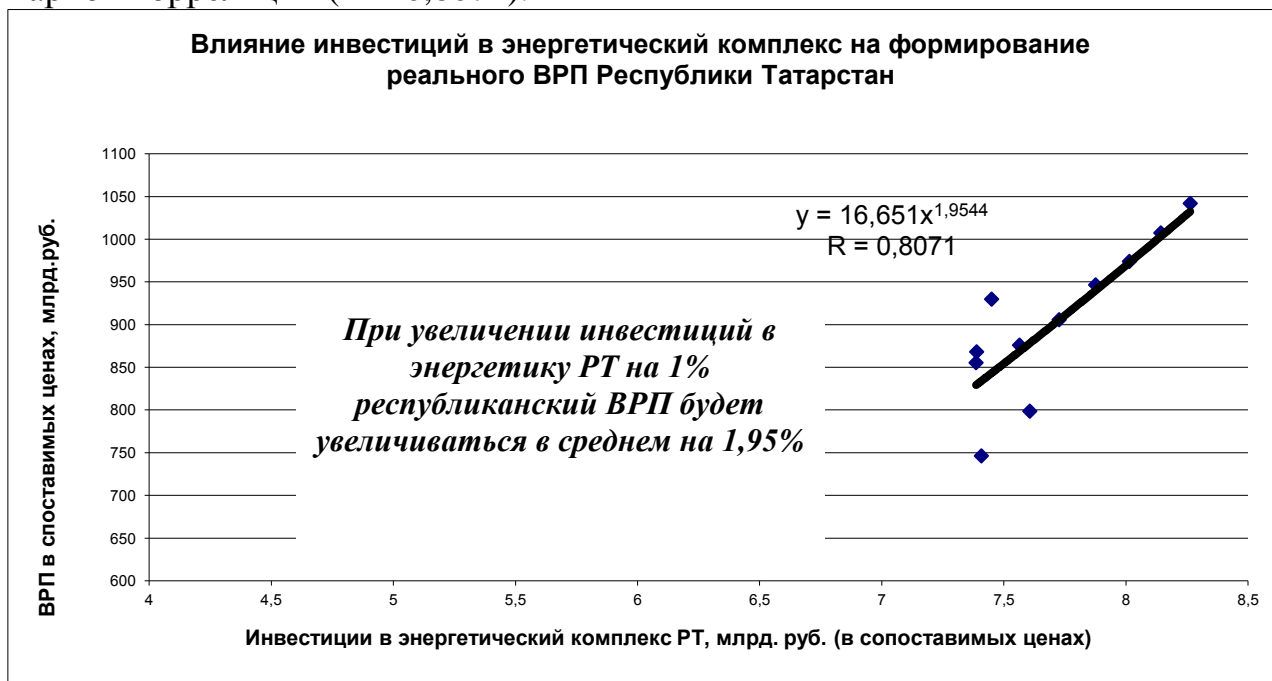 Влияние инвестиций в энергетический комплекс на формирование
реального ВРП Республики Татарстан
ВРП в спотавимых ценах, млрд.руб.
1100
1050
1000
950
900
850
800
750
700
650
600
y = 16,651x^1,9544
R = 0,8071
При увеличении инвестиций в
энергетику РТ на 1%
республиканский ВРП будет
увеличиваться в среднем на 1,95%
4
4,5
5
5,5
6
6,5
7
7,5
8
8,5
Инвестиции в энергетический комплекс РТ, млрд. руб. (в сопоставимых ценах)